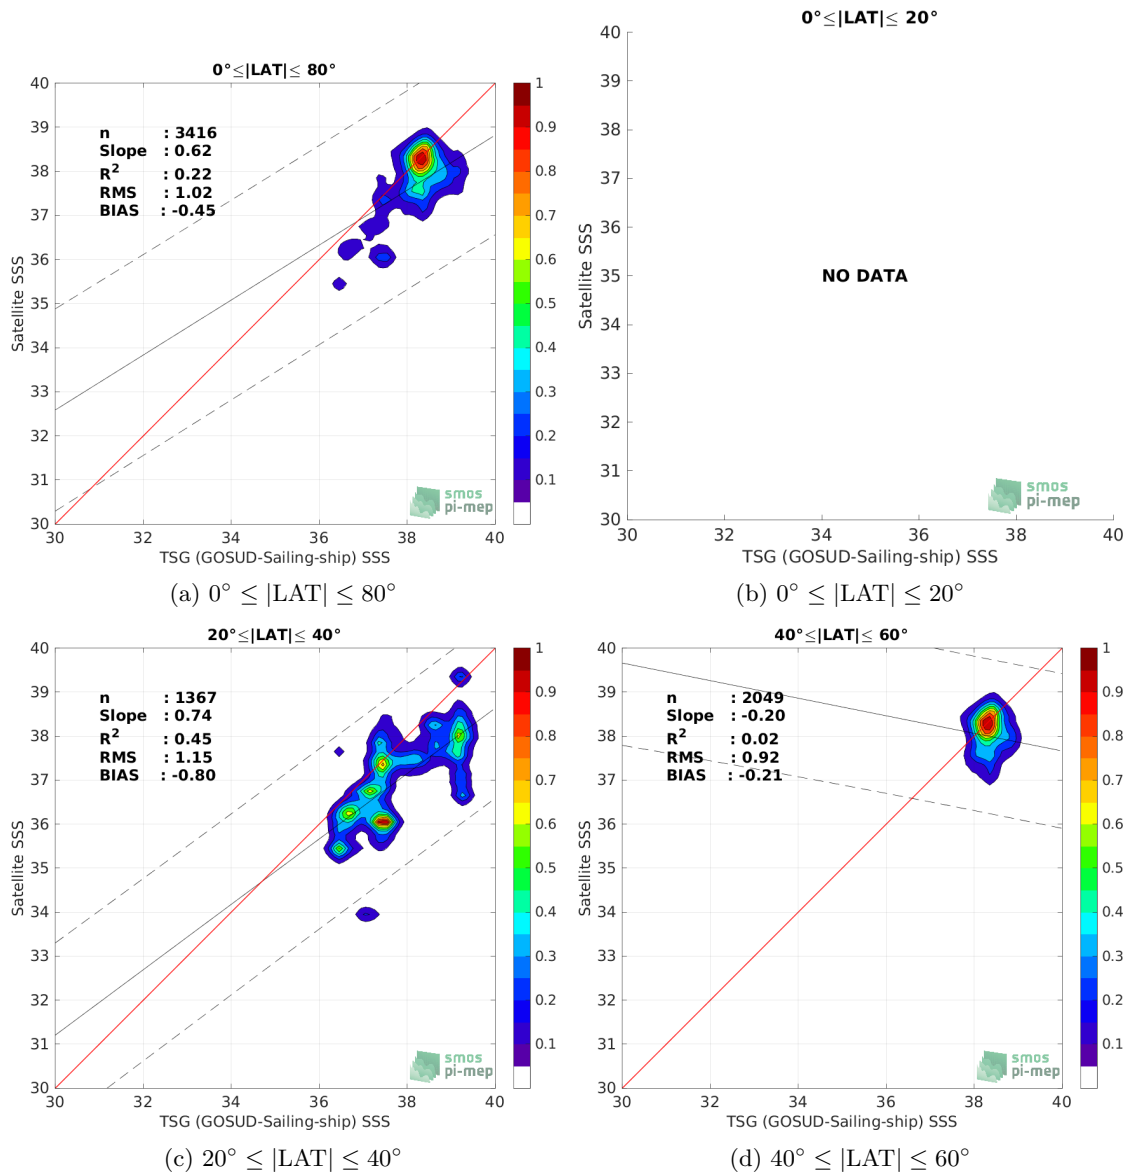 0°≤|LAT|≤ 80°
40
39
38
37
36
35
34
33
32
31
30
Satellite SSS
n : 3416
Slope : 0.62
R² : 0.22
RMS : 1.02
BIAS : -0.45
1
0.9
0.8
0.7
0.6
0.5
0.4
0.3
0.2
0.1
smos
pi-mep
30 32 34 36 38 40
TSG (GOSUD-Sailing-ship) SSS
(a) 0° ≤ |LAT| ≤ 80°
0°≤|LAT|≤ 20°
40
39
38
37
36
35
34
33
32
31
30
Satellite SSS
NO DATA
smos
pi-mep
30 32 34 36 38 40
TSG (GOSUD-Sailing-ship) SSS
(b) 0° ≤ |LAT| ≤ 20°
20°≤|LAT|≤ 40°
40
39
38
37
36
35
34
33
32
31
30
Satellite SSS
n : 1367
Slope : 0.74
R² : 0.45
RMS : 1.15
BIAS : -0.80
1
0.9
0.8
0.7
0.6
0.5
0.4
0.3
0.2
0.1
smos
pi-mep
30 32 34 36 38 40
TSG (GOSUD-Sailing-ship) SSS
(c) 20° ≤ |LAT| ≤ 40°
40°≤|LAT|≤ 60°
40
39
38
37
36
35
34
33
32
31
30
Satellite SSS
n : 2049
Slope : -0.20
R² : 0.02
RMS : 0.92
BIAS : -0.21
1
0.9
0.8
0.7
0.6
0.5
0.4
0.3
0.2
0.1
smos
pi-mep
30 32 34 36 38 40
TSG (GOSUD-Sailing-ship) SSS
(d) 40° ≤ |LAT| ≤ 60°